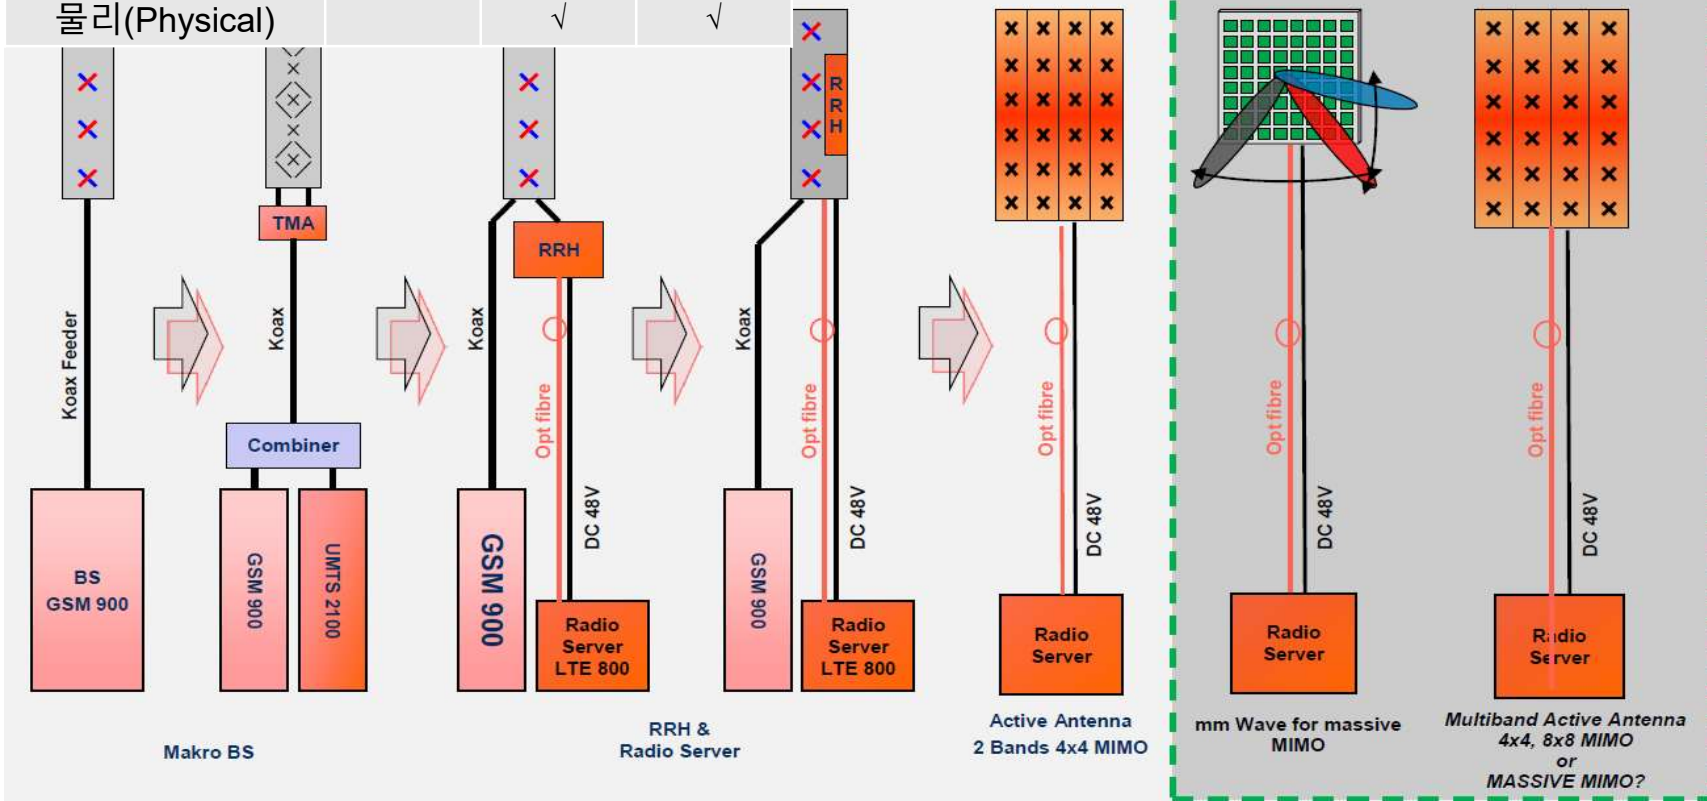 물리(Physical) √ √
TMA
RRH
R
R
H
Koax Feeder
Koax
Koax
Koax
Opt fibre
Opt fibre
Opt fibre
Opt fibre
Opt fibre
Combiner
DC 48V
DC 48V
DC 48V
DC 48V
DC 48V
BS
GSM 900
GSM 900
UMTS 2100
GSM 900
Radio
Server
LTE 800
GSM 900
Radio
Server
LTE 800
Radio
Server
Radio
Server
Radio
Server
Makro BS
RRH &
Radio Server
Active Antenna
2 Bands 4x4 MIMO
mm Wave for massive
MIMO
Multiband Active Antenna
4x4, 8x8 MIMO
or
MASSIVE MIMO?